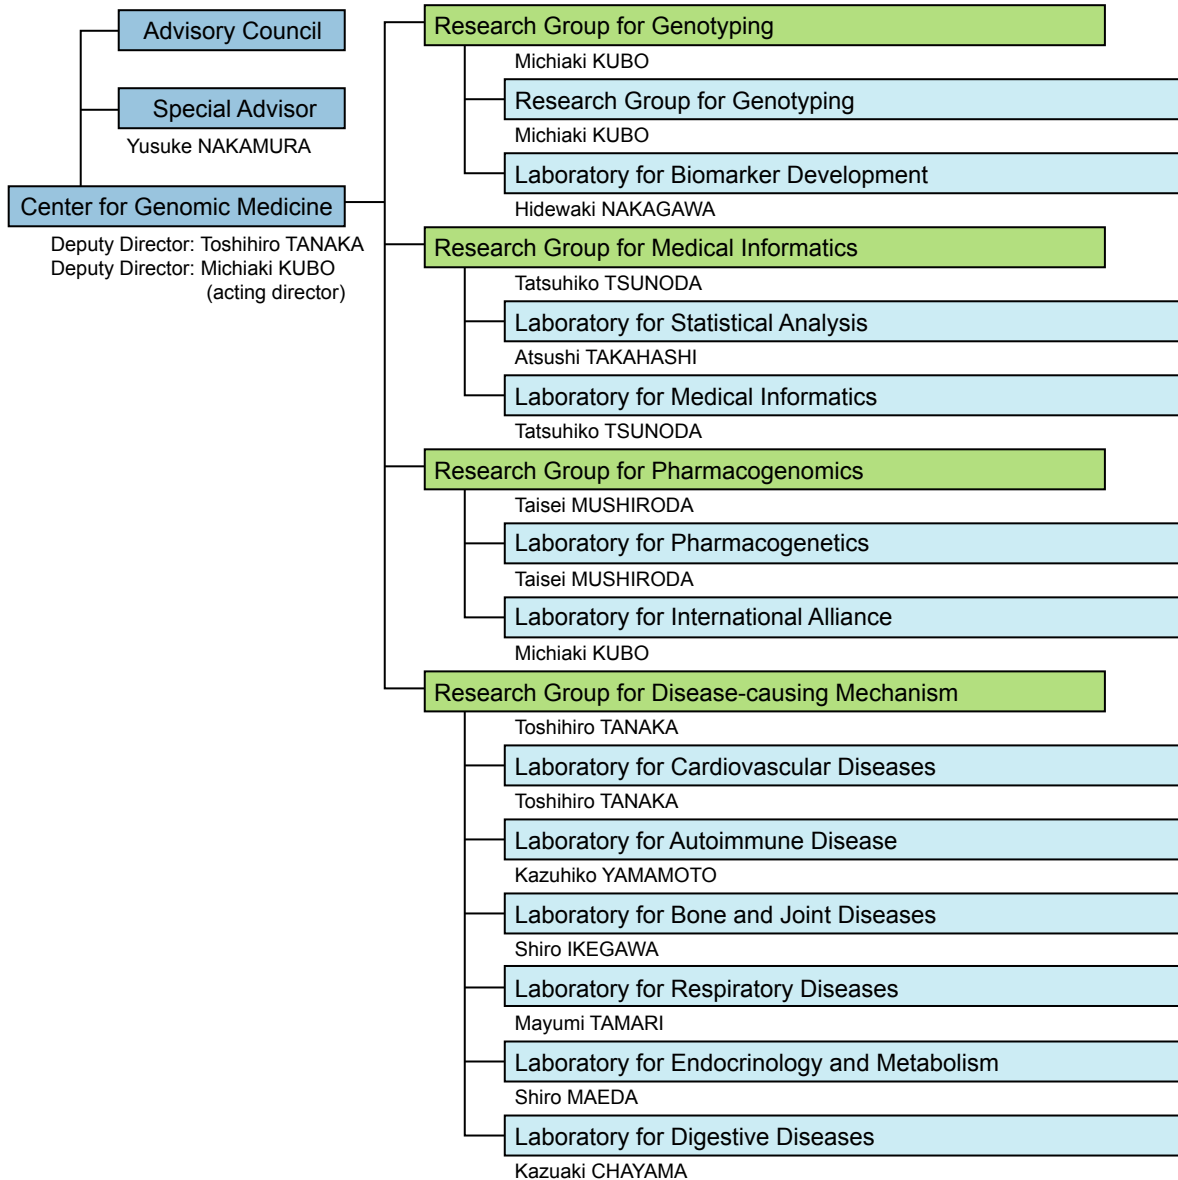 Advisory Council
Special Advisor
Yusuke NAKAMURA
Center for Genomic Medicine
Deputy Director: Toshihiro TANAKA
Deputy Director: Michiaki KUBO
(acting director)
Research Group for Genotyping
Michiaki KUBO
Research Group for Genotyping
Michiaki KUBO
Laboratory for Biomarker Development
Hidewaki NAKAGAWA
Research Group for Medical Informatics
Tatsuhiko TSUNODA
Laboratory for Statistical Analysis
Atsushi TAKAHASHI
Laboratory for Medical Informatics
Tatsuhiko TSUNODA
Research Group for Pharmacogenomics
Taisei MUSHIRODA
Laboratory for Pharmacogenetics
Taisei MUSHIRODA
Laboratory for International Alliance
Michiaki KUBO
Research Group for Disease-causing Mechanism
Toshihiro TANAKA
Laboratory for Cardiovascular Diseases
Toshihiro TANAKA
Laboratory for Autoimmune Disease
Kazuhiko YAMAMOTO
Laboratory for Bone and Joint Diseases
Shiro IKEGAWA
Laboratory for Respiratory Diseases
Mayumi TAMARI
Laboratory for Endocrinology and Metabolism
Shiro MAEDA
Laboratory for Digestive Diseases
Kazuaki CHAYAMA